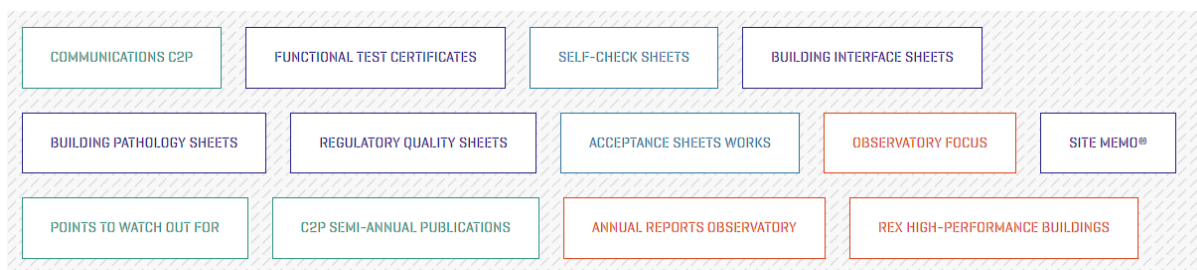 COMMUNICATIONS C2P
FUNCTIONAL TEST CERTIFICATES
SELF-CHECK SHEETS
BUILDING INTERFACE SHEETS
BUILDING PATHOLOGY SHEETS
REGULATORY QUALITY SHEETS
ACCEPTANCE SHEETS WORKS
OBSERVATORY FOCUS
SITE MEMO®
POINTS TO WATCH OUT FOR
C2P SEMI-ANNUAL PUBLICATIONS
ANNUAL REPORTS OBSERVATORY
REX HIGH-PERFORMANCE BUILDINGS